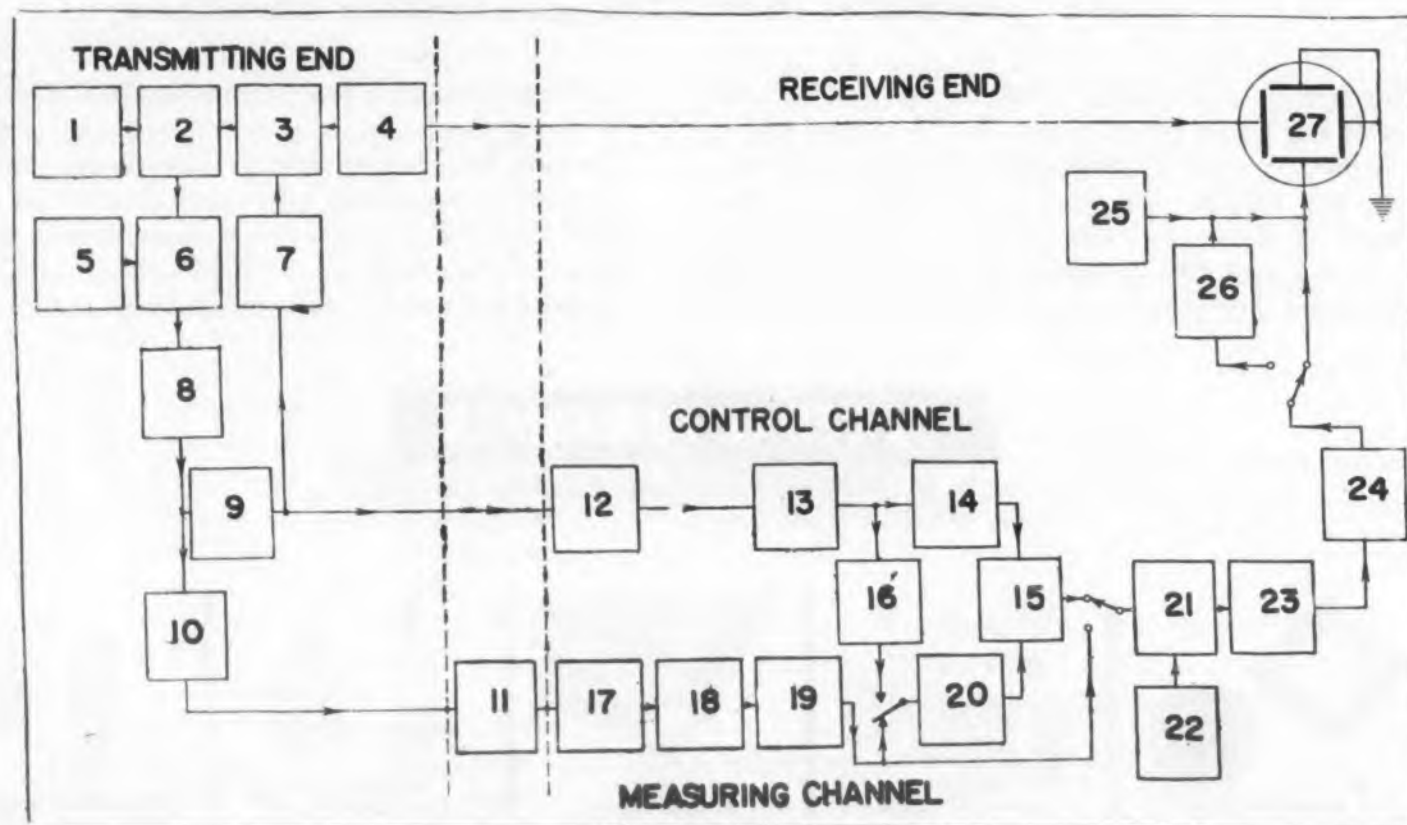 TRANSMITTING END
RECEIVING END
1 2 3 4
27
25
5 6 7
26
8
CONTROL CHANNEL
24
9
12 13 14
10
16 15
21 23
11 17 18 19 20
22
MEASURING CHANNEL